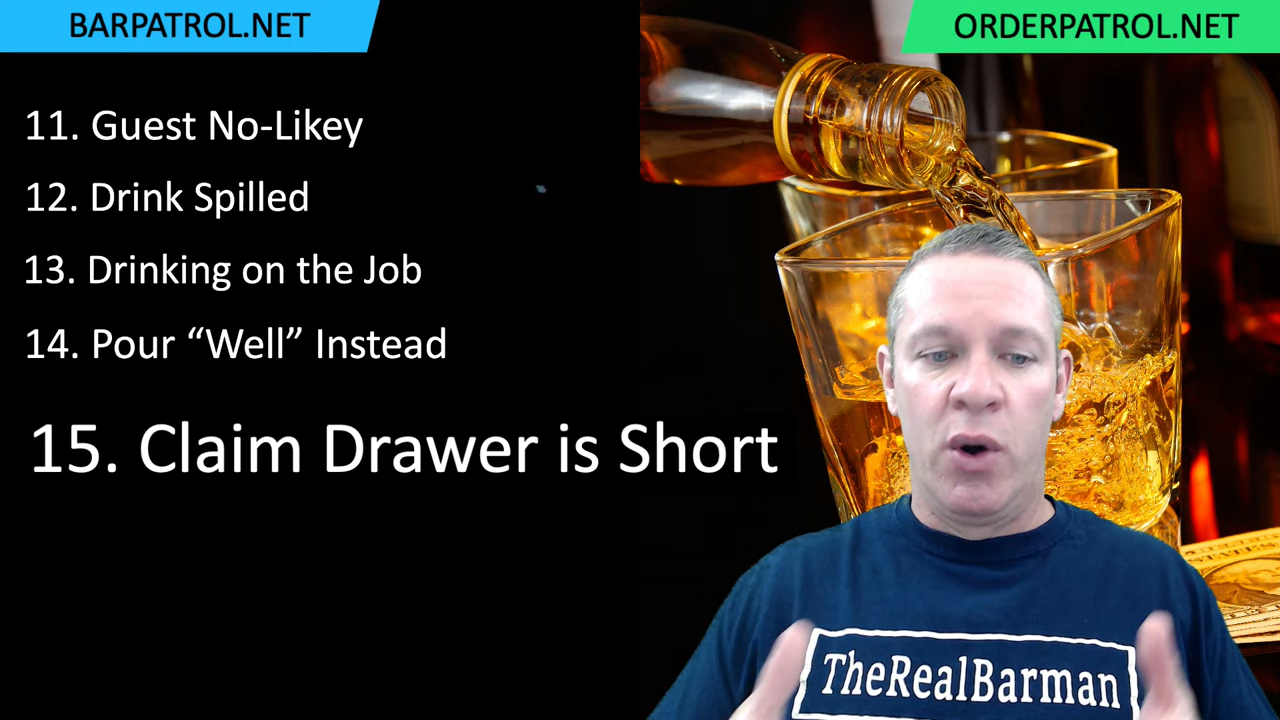 BARPATROL.NET
ORDERPATROL.NET
11. Guest No-Likey
12. Drink Spilled
13. Drinking on the Job
14. Pour “Well” Instead
15. Claim Drawer is Short
TheRealBarman